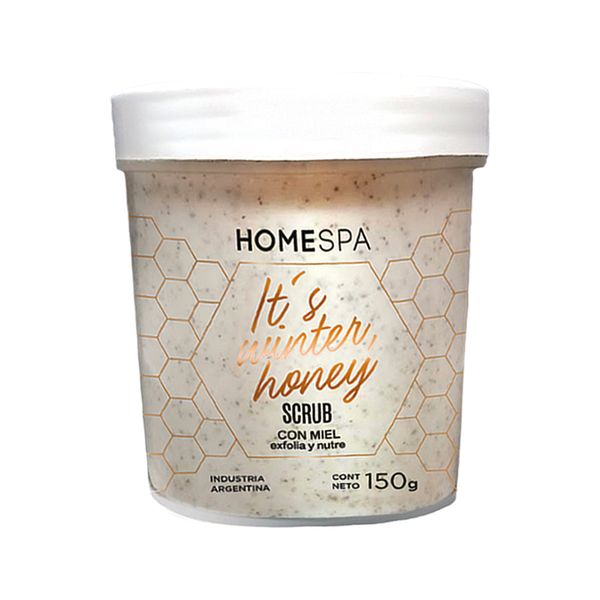 HOMESPA
It´s
winter,
honey
SCRUB
CON MIEL
exfolia y nutre
INDUSTRIA
ARGENTINA
CONT
NETO 150g